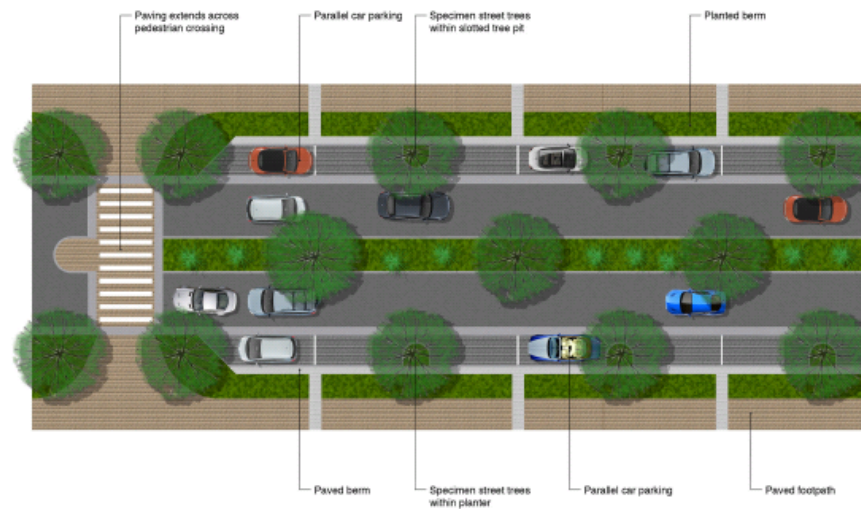 Paving extends across
pedestrian crossing
Parallel car parking
Specimen street trees
within slotted tree pit
Planted berm
Paved berm
Specimen street trees
within planter
Parallel car parking
Paved footpath